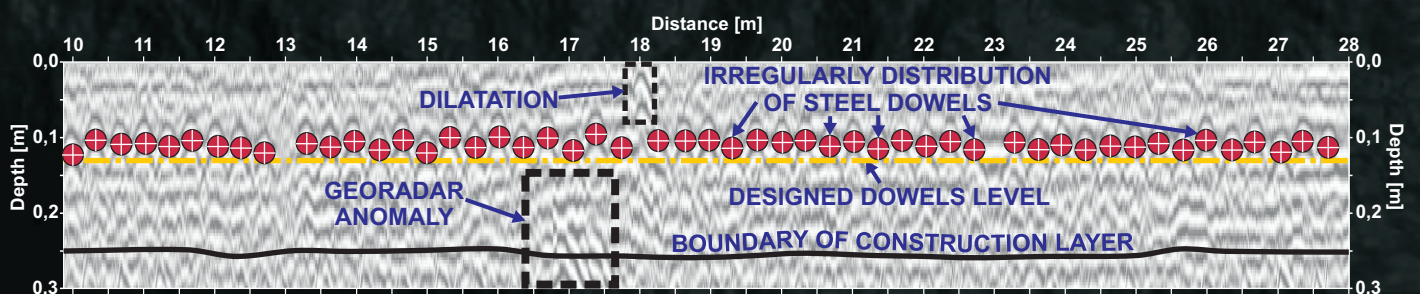 Distance [m]
10 11 12 13 14 15 16 17 18 19 20 21 22 23 24 25 26 27 28
0,0 0,0
IRREGULARLY DISTRIBUTION
DILATATION OF STEEL DOWELS
0,1 0,1
Depth [m] Depth [m]
GEORADAR DESIGNED DOWELS LEVEL
ANOMALY
0,2 0,2
BOUNDARY OF CONSTRUCTION LAYER
0,3 0,3